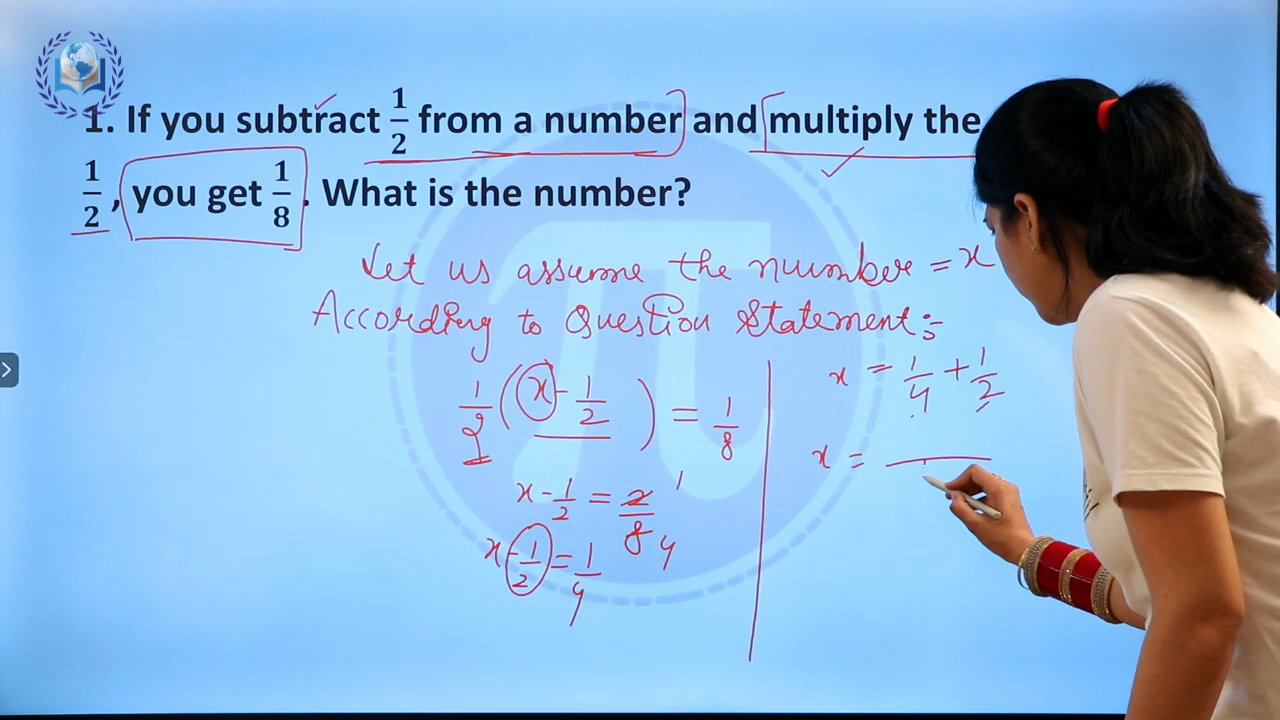 1. If you subtract 1/2 from a number and multiply the
1/2, you get 1/8. What is the number?
Let us assume the number = x
According to Question Statement:-
1/2 (x - 1/2) = 1/8
x = 1/4 + 1/2
x - 1/2 = 2/8 1 4
x =
x - 1/2 = 1/4